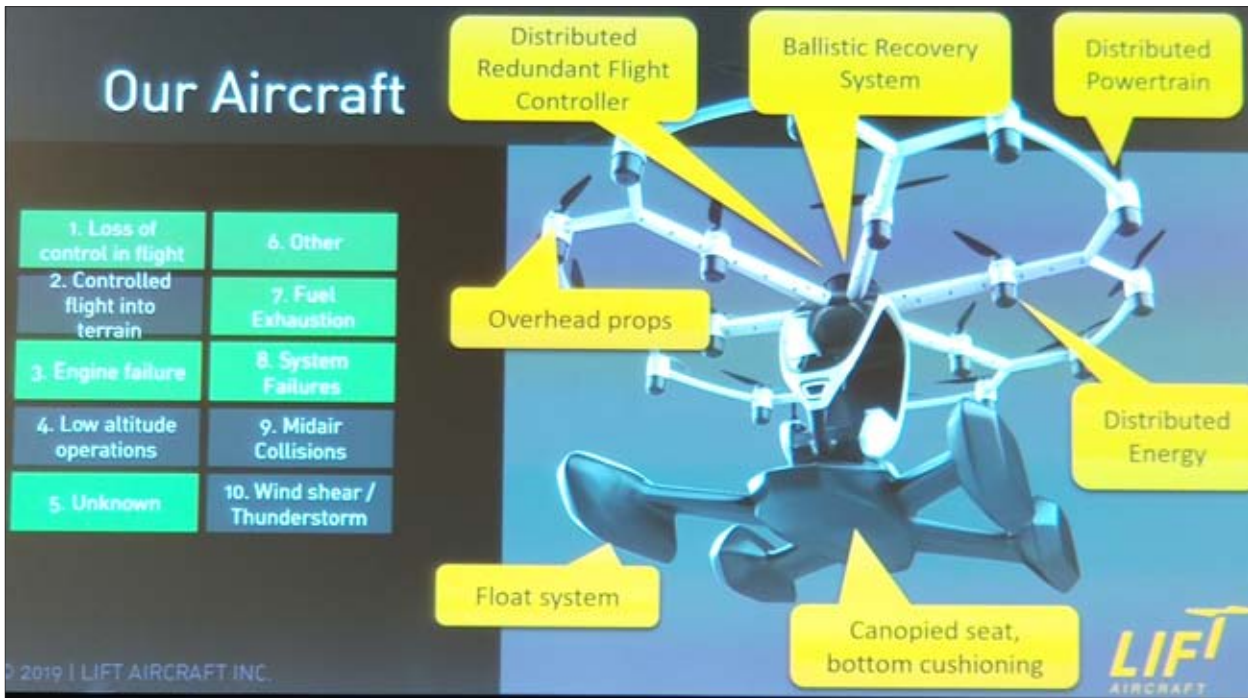 Our Aircraft
1. Loss of
control in flight
2. Controlled
flight into
terrain
3. Engine failure
4. Low altitude
operations
5. Unknown
6. Other
7. Fuel
Exhaustion
8. System
Failures
9. Midair
Collisions
10. Wind shear /
Thunderstorm
Distributed
Redundant Flight
Controller
Ballistic Recovery
System
Distributed
Powertrain
Overhead props
Distributed
Energy
Float system
Canopied seat,
bottom cushioning
© 2019 | LIFT AIRCRAFT INC.
LIFT
AIRCRAFT